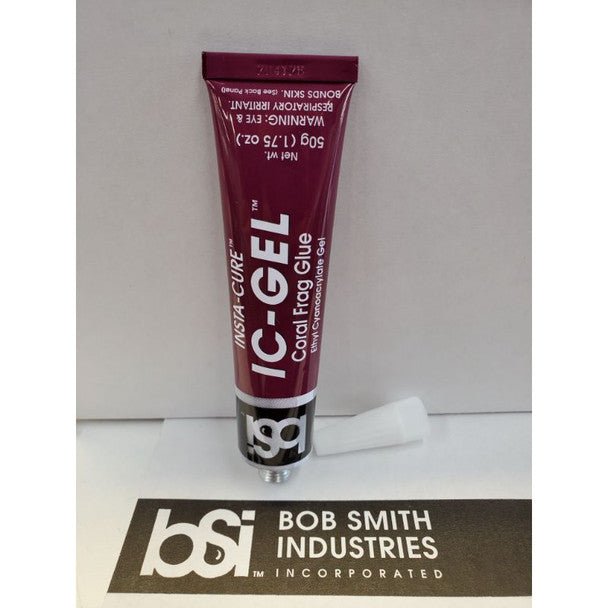 INSTA-CURE™
IC-GEL™
Coral Frag Glue
Ethyl Cyanoacrylate Gel
Net wt.
50g (1.75 oz.)
WARNING: EYE &
RESPIRATORY IRRITANT.
BONDS SKIN. (See Back Panel)
bsi
bSi™
BOB SMITH
INDUSTRIES
INCORPORATED